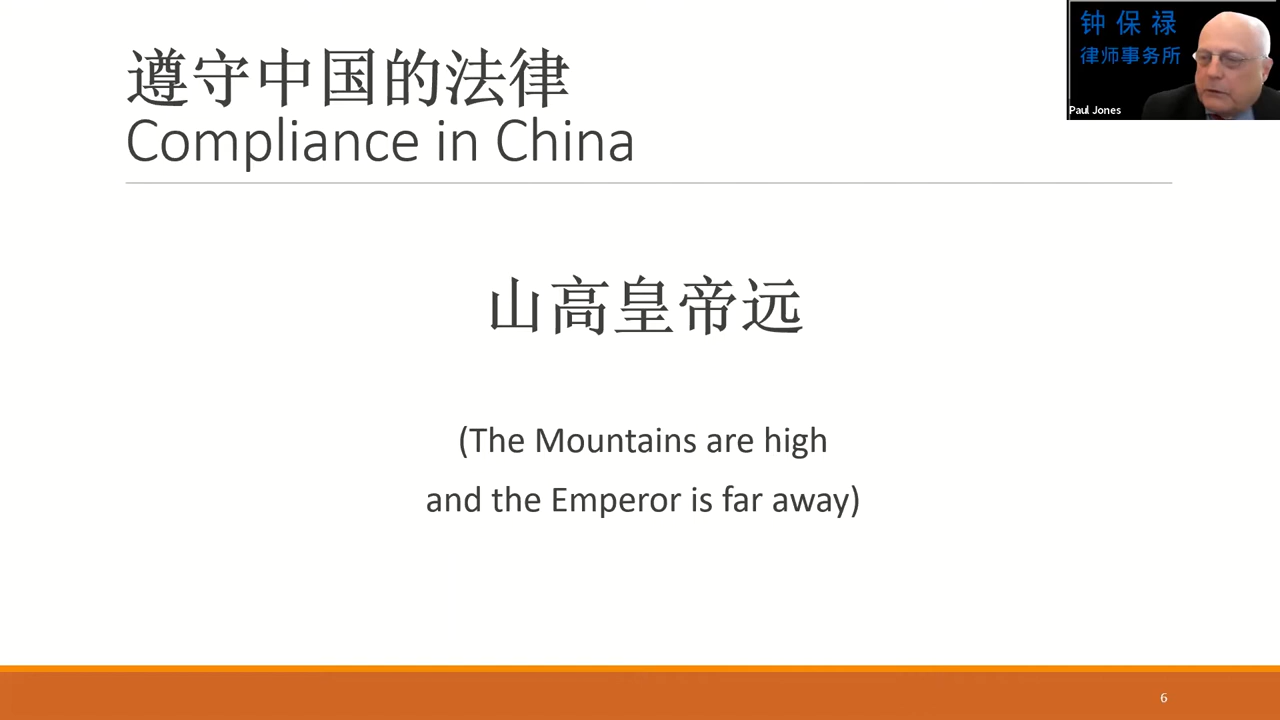 遵守中国的法律
Compliance in China
钟保禄
律师事务所
Paul Jones
山高皇帝远
(The Mountains are high
and the Emperor is far away)
6